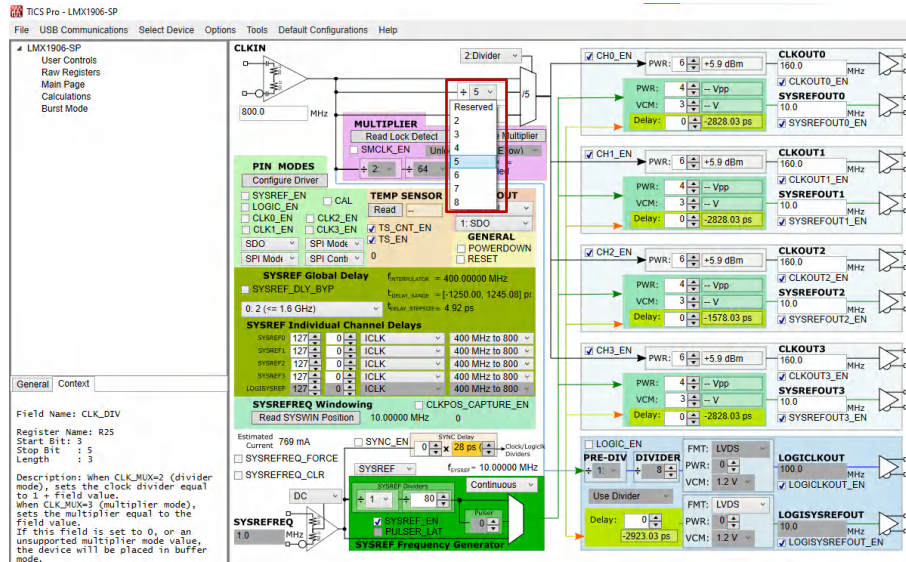 TICS Pro - LMX1906-SP
File USB Communications Select Device Options Tools Default Configurations Help
LMX1906-SP
User Controls
Raw Registers
Main Page
Calculations
Burst Mode
General Context
Field Name: CLK_DIV
Register Name: R25
Start Bit: 3
Stop Bit : 5
Length : 3
Description: When CLK_MUX=2 (divider
mode), sets the clock divider equal
to 1 + field value.
When CLK_MUX=3 (multiplier mode),
sets the multiplier equal to the
field value.
If this field is set to 0, or an
unsupported multiplier mode value,
the device will be placed in buffer
mode.
CLKIN
800.0 MHz
2:Divider
÷ 5
/5
Reserved
2
3
4
5
6
7
8
MULTIPLIER
Read Lock Detect
Multiplier
SMCLK_EN
÷ 2: ÷ 64
PIN MODES
Configure Driver
SYSREF_EN
LOGIC_EN
CAL
CLK0_EN CLK2_EN
CLK1_EN CLK3_EN
SDO SPI Mode
SPI Mode SPI Conti
TEMP SENSOR
Read --
TS_CNT_EN
TS_EN
0
OUT
1: SDO
GENERAL
POWERDOWN
RESET
SYSREF Global Delay
SYSREF_DLY_BYP
0: 2 (<= 1.6 GHz)
fINTERPOLATOR = 400.00000 MHz
tDELAY_RANGE = [-1250.00, 1245.08] ps
tDELAY_STEPSIZE = 4.92 ps
SYSREF Individual Channel Delays
SYSREF0 127 0 ICLK 400 MHz to 800
SYSREF1 127 0 ICLK 400 MHz to 800
SYSREF2 127 0 ICLK 400 MHz to 800
SYSREF3 127 0 ICLK 400 MHz to 800
LOGISYSREF 127 0 ICLK 400 MHz to 800
SYSREFREQ Windowing
CLKPOS_CAPTURE_EN
Read SYSWIN Position 10.00000 MHz 0
Estimated
Current 769 mA
SYSREFREQ_FORCE
SYSREFREQ_CLR
SYNC_EN
SYNC Delay
0 x 28 ps
Clock/Logiclk
Dividers
SYSREF
fSYSREF = 10.00000 MHz
DC
SYSREFREQ
1.0 MHz
SYSREF Dividers
÷ 1 ÷ 80
Continuous
Pulser
0
SYSREF_EN
PULSER_LAT
SYSREF Frequency Generator
CH0_EN
PWR: 6 +5.9 dBm
CLKOUT0
160.0 MHz
CLKOUT0_EN
PWR: 4 -- Vpp
VCM: 3 -- V
Delay: 0 -2828.03 ps
SYSREFOUT0
10.0 MHz
SYSREFOUT0_EN
CH1_EN
PWR: 6 +5.9 dBm
CLKOUT1
160.0 MHz
CLKOUT1_EN
PWR: 4 -- Vpp
VCM: 3 -- V
Delay: 0 -2828.03 ps
SYSREFOUT1
10.0 MHz
SYSREFOUT1_EN
CH2_EN
PWR: 6 +5.9 dBm
CLKOUT2
160.0 MHz
CLKOUT2_EN
PWR: 4 -- Vpp
VCM: 3 -- V
Delay: 0 -1578.03 ps
SYSREFOUT2
10.0 MHz
SYSREFOUT2_EN
CH3_EN
PWR: 6 +5.9 dBm
CLKOUT3
160.0 MHz
CLKOUT3_EN
PWR: 4 -- Vpp
VCM: 3 -- V
Delay: 0 -2828.03 ps
SYSREFOUT3
10.0 MHz
SYSREFOUT3_EN
LOGIC_EN
PRE-DIV DIVIDER
÷ 1: ÷ 8
Use Divider
Delay: 0
-2923.03 ps
FMT: LVDS
PWR: 0
VCM: 1.2 V
LOGICLKOUT
100.0 MHz
LOGICLKOUT_EN
FMT: LVDS
PWR: 0
VCM: 1.2 V
LOGISYSREFOUT
10.0 MHz
LOGISYSREFOUT_EN